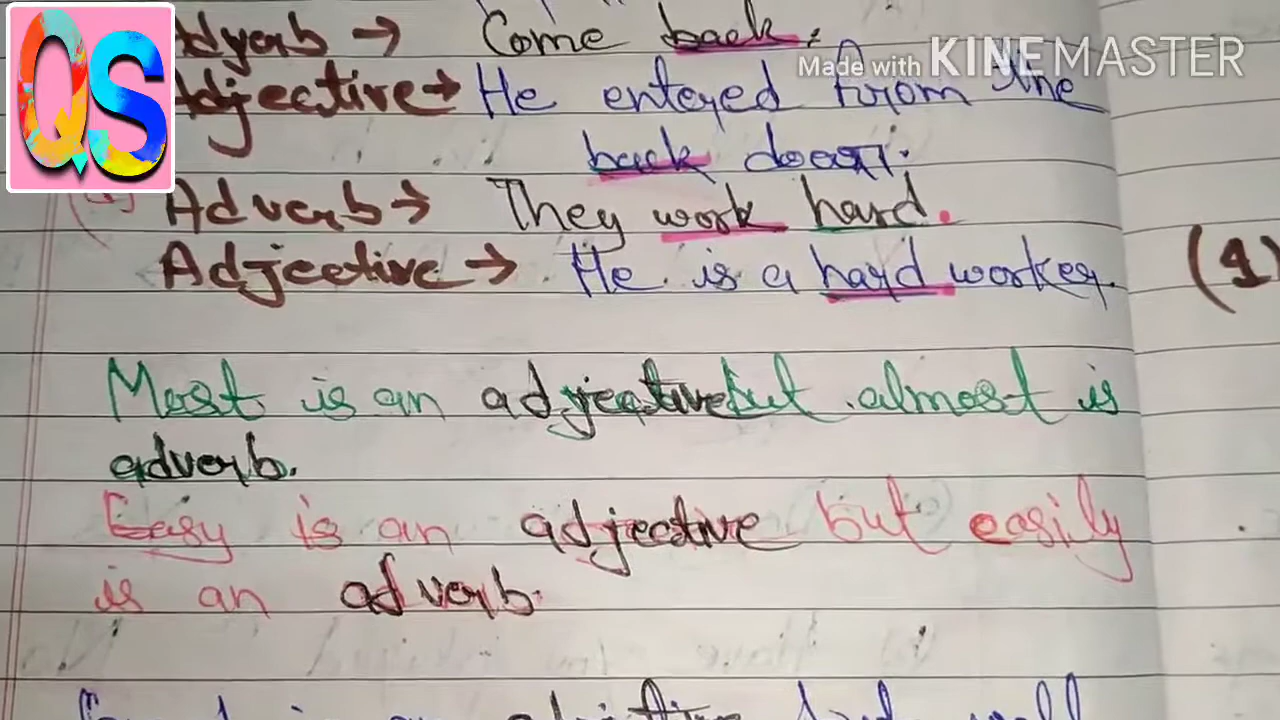 QS
Made with KINEMASTER
Adverb → Come back.
Adjective → He entered from the
back door.
Adverb → They work hard.
Adjective → He is a hard worker.
(1)
Most is an adjective but almost is
adverb.
Easy is an adjective but easily
is an adverb.